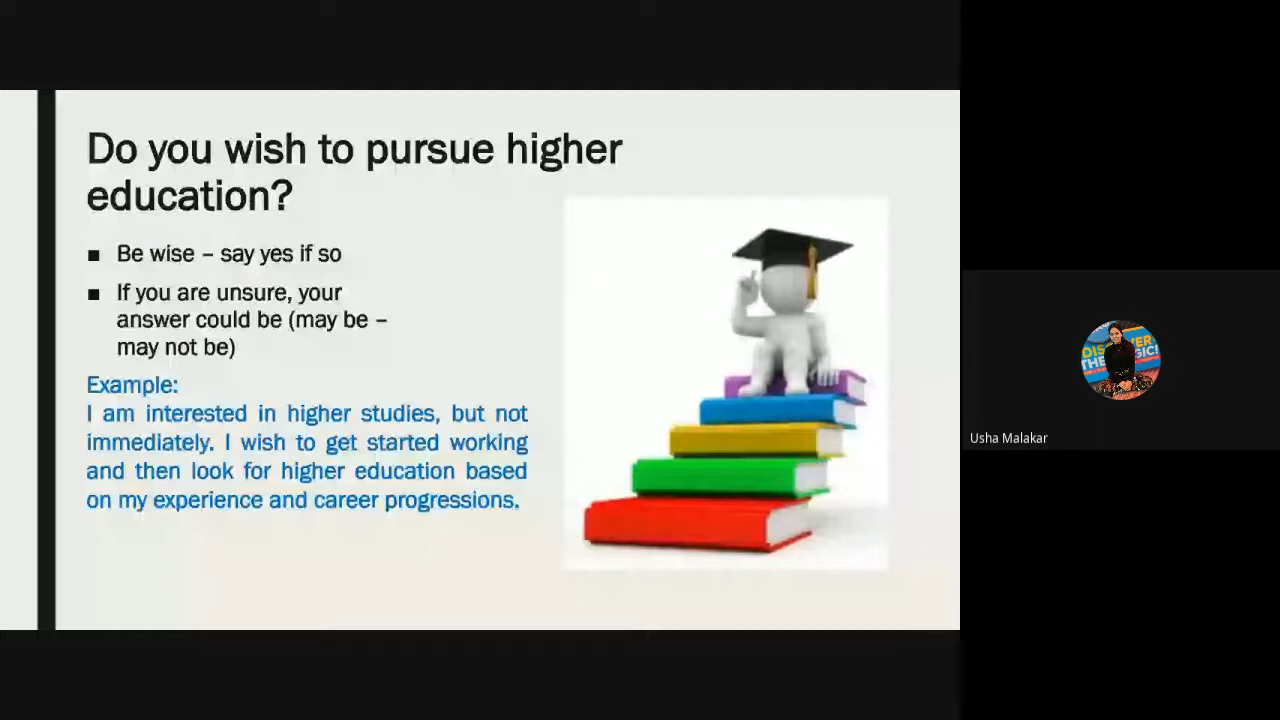 Do you wish to pursue higher
education?
■ Be wise – say yes if so
■ If you are unsure, your
answer could be (may be –
may not be)
Example:
I am interested in higher studies, but not
immediately. I wish to get started working
and then look for higher education based
on my experience and career progressions.
Usha Malakar